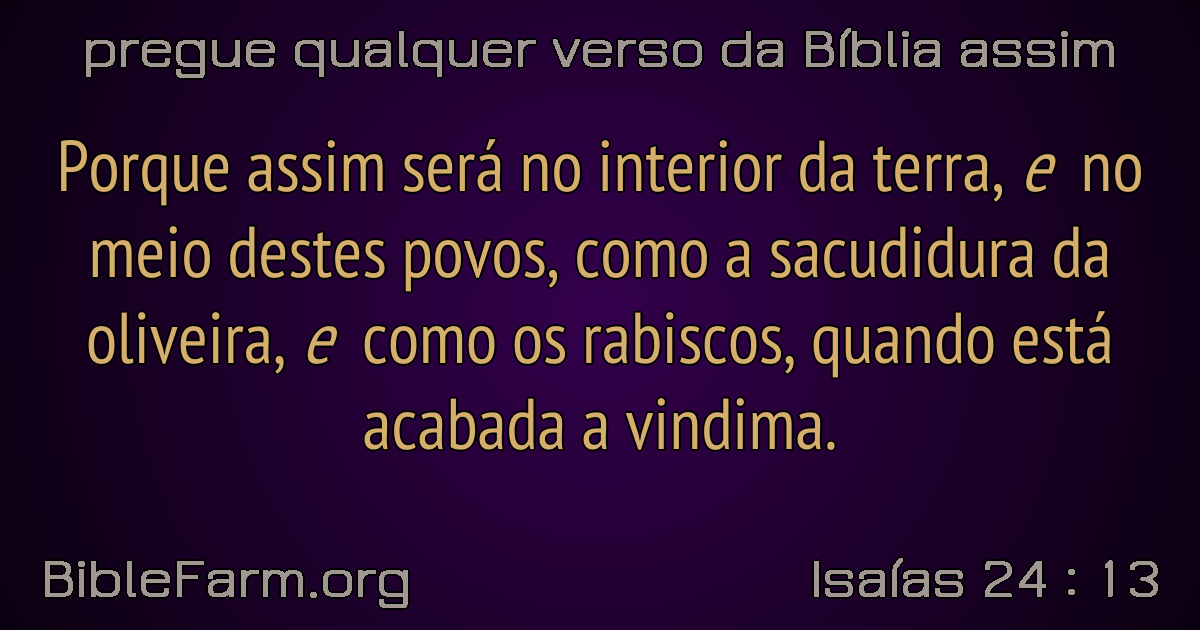 pregue qualquer verso da Bíblia assim
Porque assim será no interior da terra, e no
meio destes povos, como a sacudidura da
oliveira, e como os rabiscos, quando está
acabada a vindima.
BibleFarm.org
Isaías 24 : 13